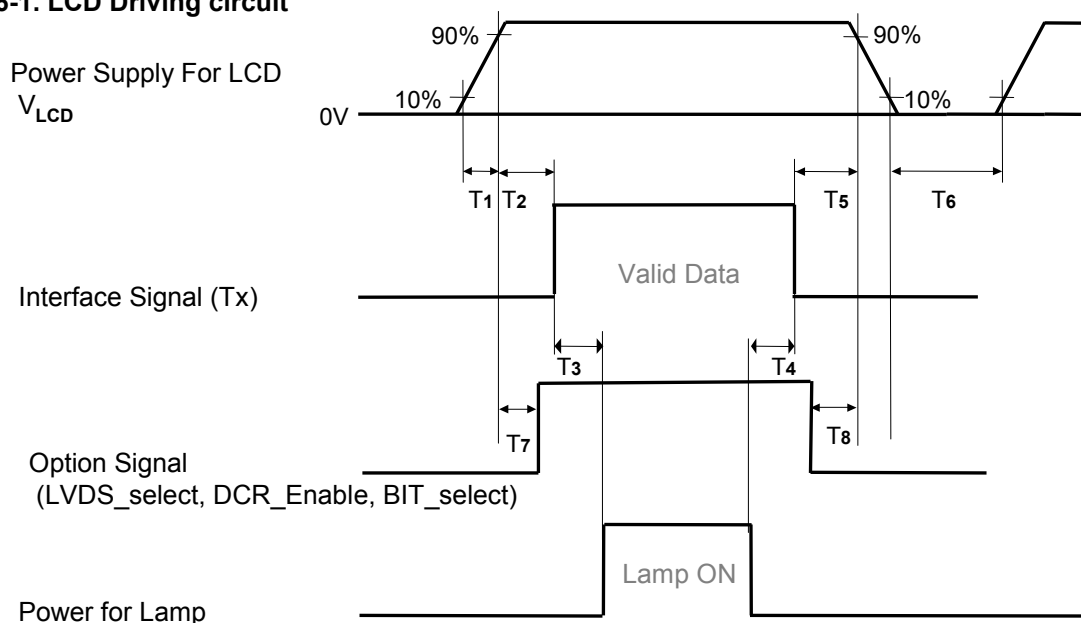 -1. LCD Driving circuit
90% 90%
Power Supply For LCD
VLCD
10% 10%
0V
T1 T2 T5 T6
Valid Data
Interface Signal (Tx)
T3 T4
T7 T8
Option Signal
(LVDS_select, DCR_Enable, BIT_select)
Lamp ON
Power for Lamp